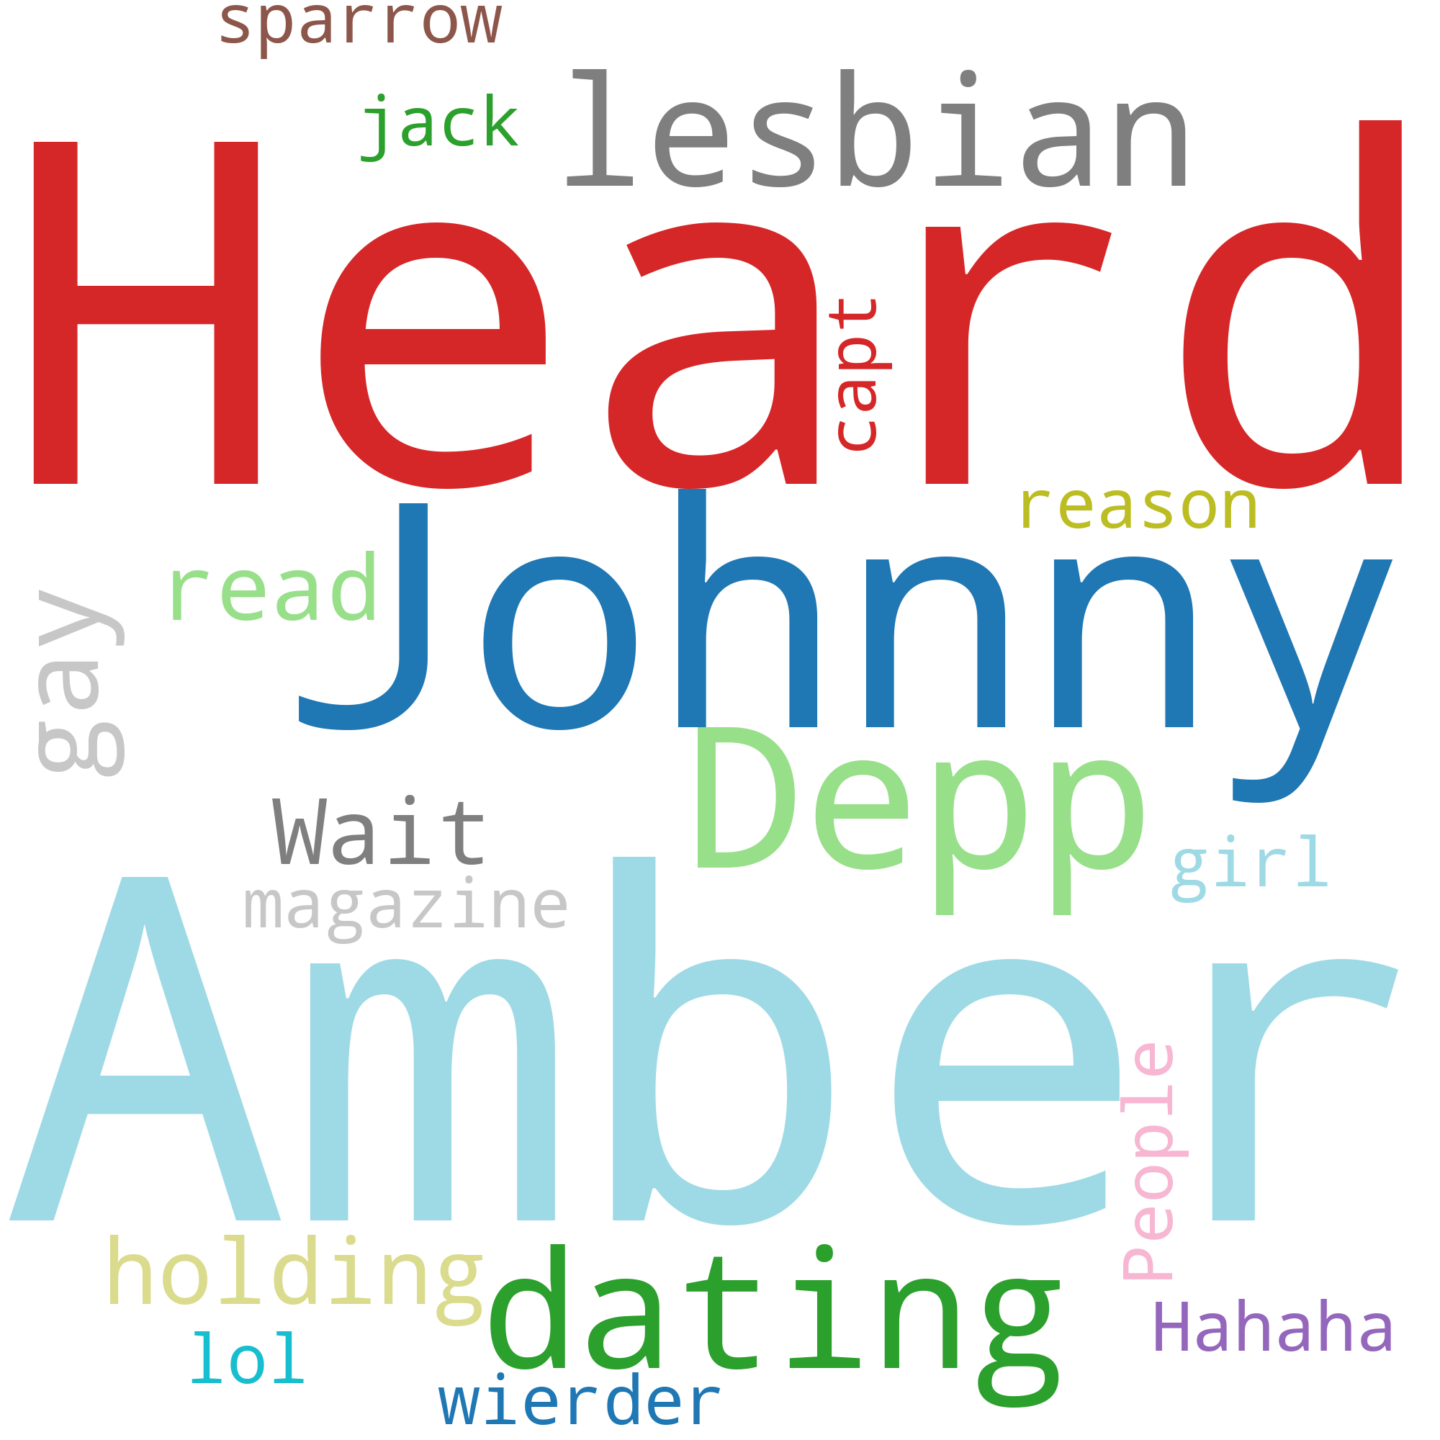 sparrow
jack
lesbian
Heard
capt
reason
read
Johnny
gay
Depp
Wait
girl
magazine
Amber
People
holding
dating
Hahaha
lol
wierder